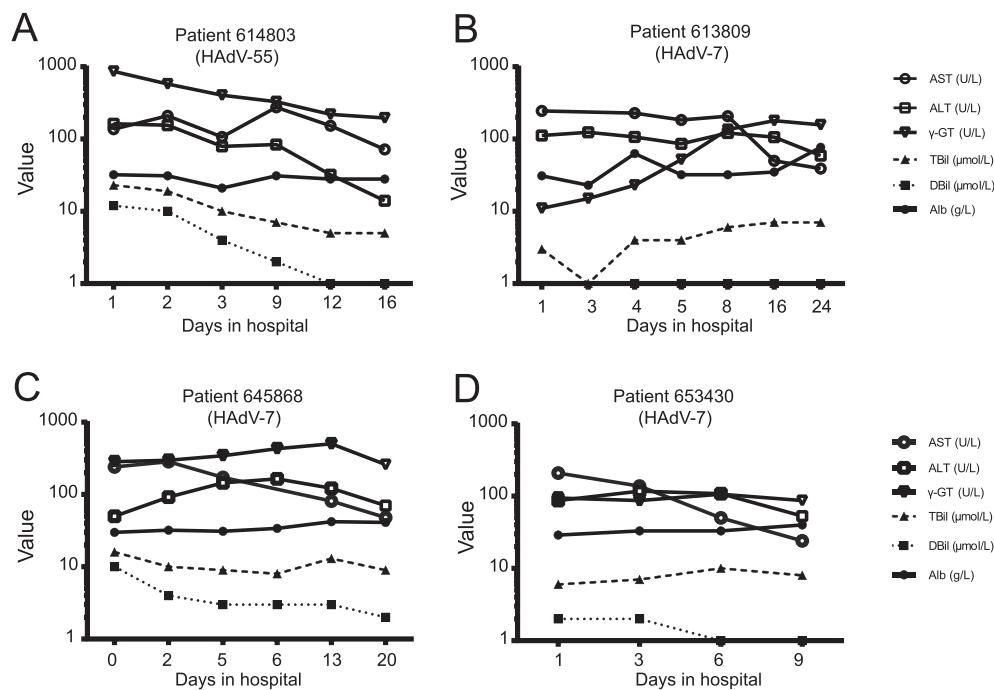 A
Patient 614803
(HAdV-55)
Value
1000
100
10
1
1 2 3 9 12 16
Days in hospital
B
Patient 613809
(HAdV-7)
Value
1000
100
10
1
1 3 4 5 8 16 24
Days in hospital
AST (U/L)
ALT (U/L)
γ-GT (U/L)
TBil (µmol/L)
DBil (µmol/L)
Alb (g/L)
C
Patient 645868
(HAdV-7)
Value
1000
100
10
1
0 2 5 6 13 20
Days in hospital
D
Patient 653430
(HAdV-7)
Value
1000
100
10
1
1 3 6 9
Days in hospital
AST (U/L)
ALT (U/L)
γ-GT (U/L)
TBil (µmol/L)
DBil (µmol/L)
Alb (g/L)